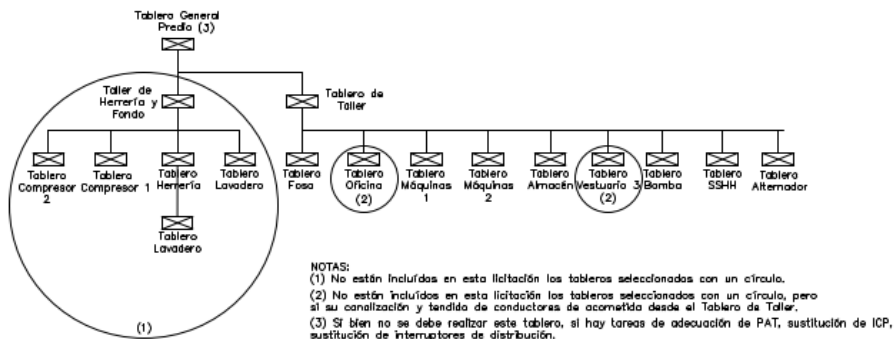 Tablero General
Predio (3)
Taller de
Herrería y
Fondo
Tablero de
Taller
Tablero
Compresor
2
Tablero
Compresor 1
Tablero
Herrería
Tablero
Lavadero
Tablero
Fosa
Tablero
Oficina
(2)
Tablero
Máquinas
1
Tablero
Máquinas
2
Tablero
Almacén
Tablero
Vestuario 3
(2)
Tablero
Bomba
Tablero
SSHH
Tablero
Alternador
Tablero
Lavadero
(1)
NOTAS:
(1) No están incluídos en esta licitación los tableros seleccionados con un círculo.
(2) No están incluídos en esta licitación los tableros seleccionados con un círculo, pero
si su canalización y tendido de conductores de acometida desde el Tablero de Taller.
(3) Si bien no se debe realizar este tablero, si hay tareas de adecuación de PAT, sustitución de ICP,
sustitución de interruptores de distribución.